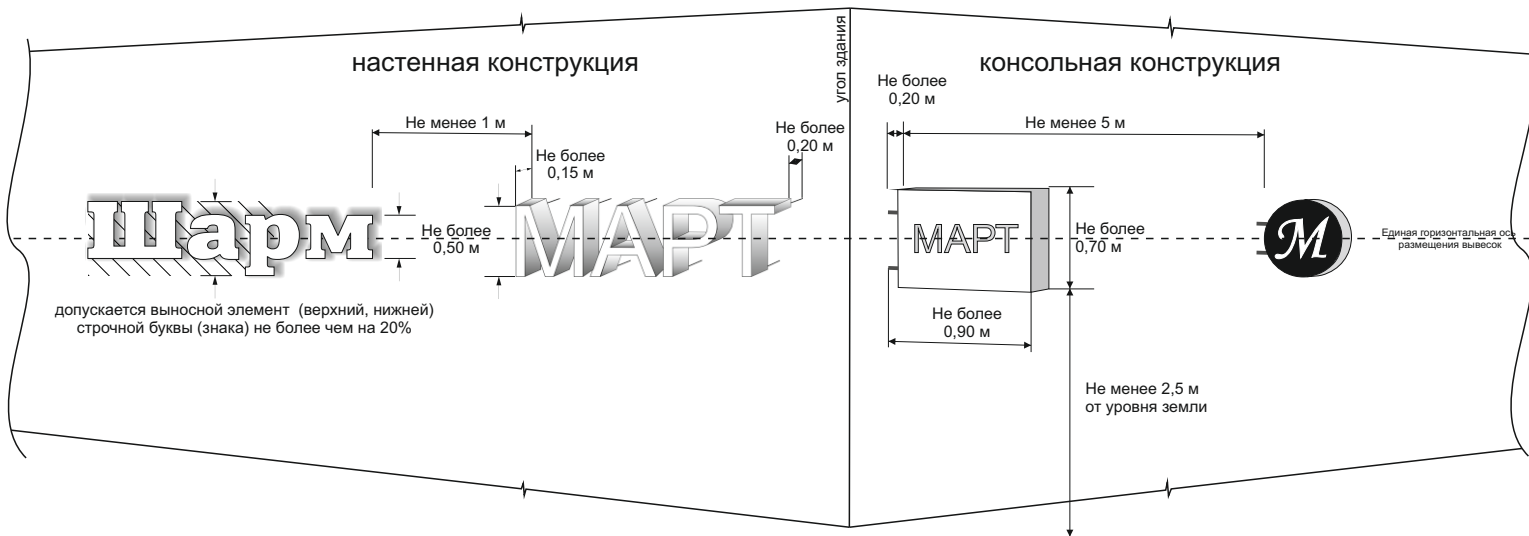 настенная конструкция
угол здания
консольная конструкция
Не более
0,20 м
Не менее 1 м
Не более
0,20 м
Не менее 5 м
Не более
0,15 м
Шарм
Не более
0,50 м
МАРТ
МАРТ
Не более
0,70 м
М
Единая горизонтальная ось
размещения вывесок
допускается выносной элемент (верхний, нижней)
строчной буквы (знака) не более чем на 20%
Не более
0,90 м
Не менее 2,5 м
от уровня земли